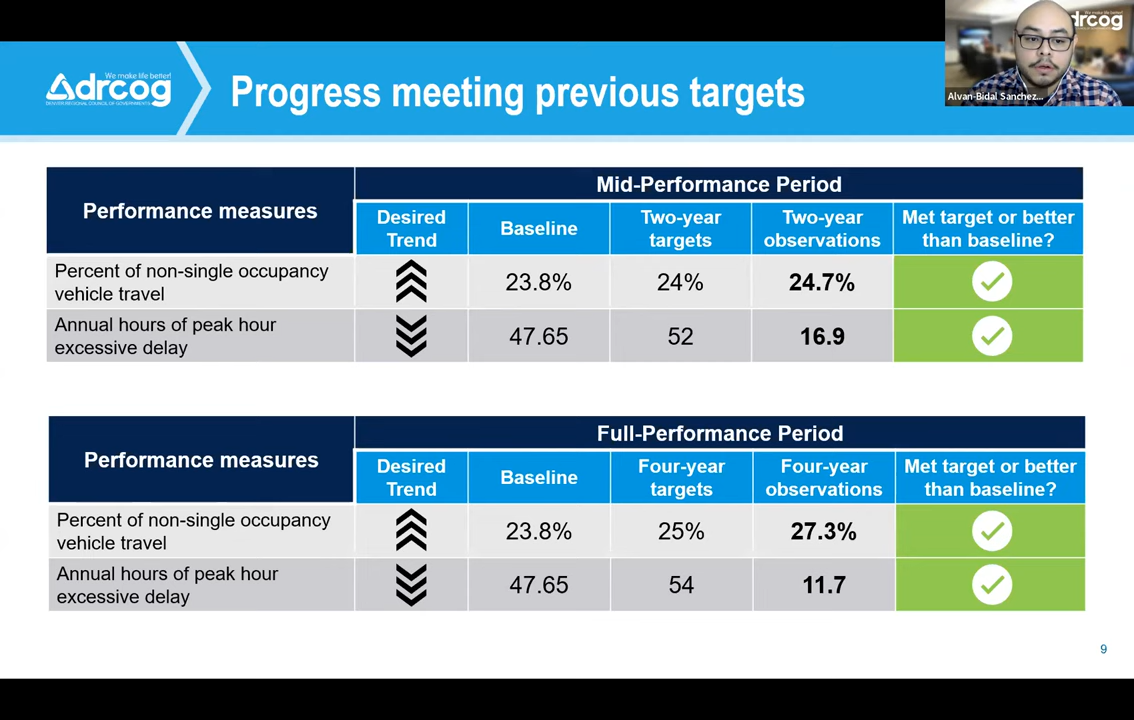 We make life better!
drcog
DENVER REGIONAL COUNCIL OF GOVERNMENTS
Progress meeting previous targets
We make life better!
drcog
Alvan-Bidal Sanchez...
Performance measures
Mid-Performance Period
Desired
Trend
Baseline
Two-year
targets
Two-year
observations
Met target or better
than baseline?
Percent of non-single occupancy
vehicle travel
23.8%
24%
24.7%
Annual hours of peak hour
excessive delay
47.65
52
16.9
Performance measures
Full-Performance Period
Desired
Trend
Baseline
Four-year
targets
Four-year
observations
Met target or better
than baseline?
Percent of non-single occupancy
vehicle travel
23.8%
25%
27.3%
Annual hours of peak hour
excessive delay
47.65
54
11.7
9